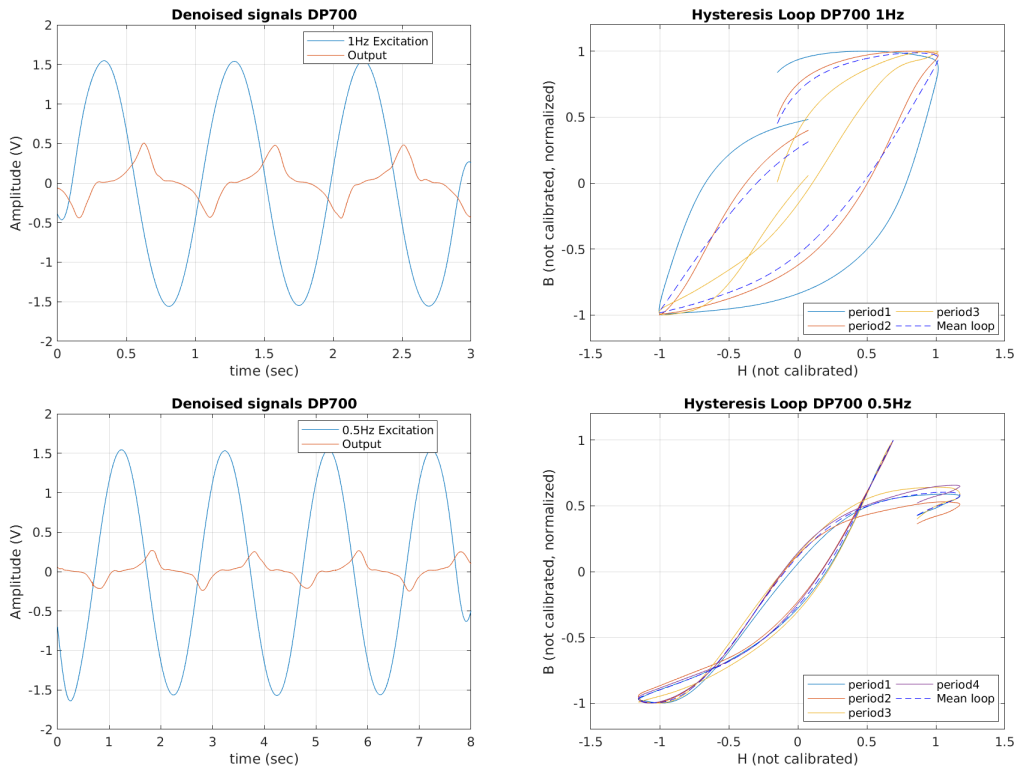 Denoised signals DP700
1Hz Excitation
Output
2
1.5
1
0.5
0
-0.5
-1
-1.5
-2
Amplitude (V)
0 0.5 1 1.5 2 2.5 3
time (sec)
Hysteresis Loop DP700 1Hz
1
0.5
0
-0.5
-1
B (not calibrated, normalized)
period1 period3
period2 Mean loop
-1.5 -1 -0.5 0 0.5 1 1.5
H (not calibrated)
Denoised signals DP700
0.5Hz Excitation
Output
2
1.5
1
0.5
0
-0.5
-1
-1.5
-2
Amplitude (V)
0 1 2 3 4 5 6 7 8
time (sec)
Hysteresis Loop DP700 0.5Hz
1
0.5
0
-0.5
-1
B (not calibrated, normalized)
period1 period4
period2 Mean loop
period3
-1.5 -1 -0.5 0 0.5 1 1.5
H (not calibrated)